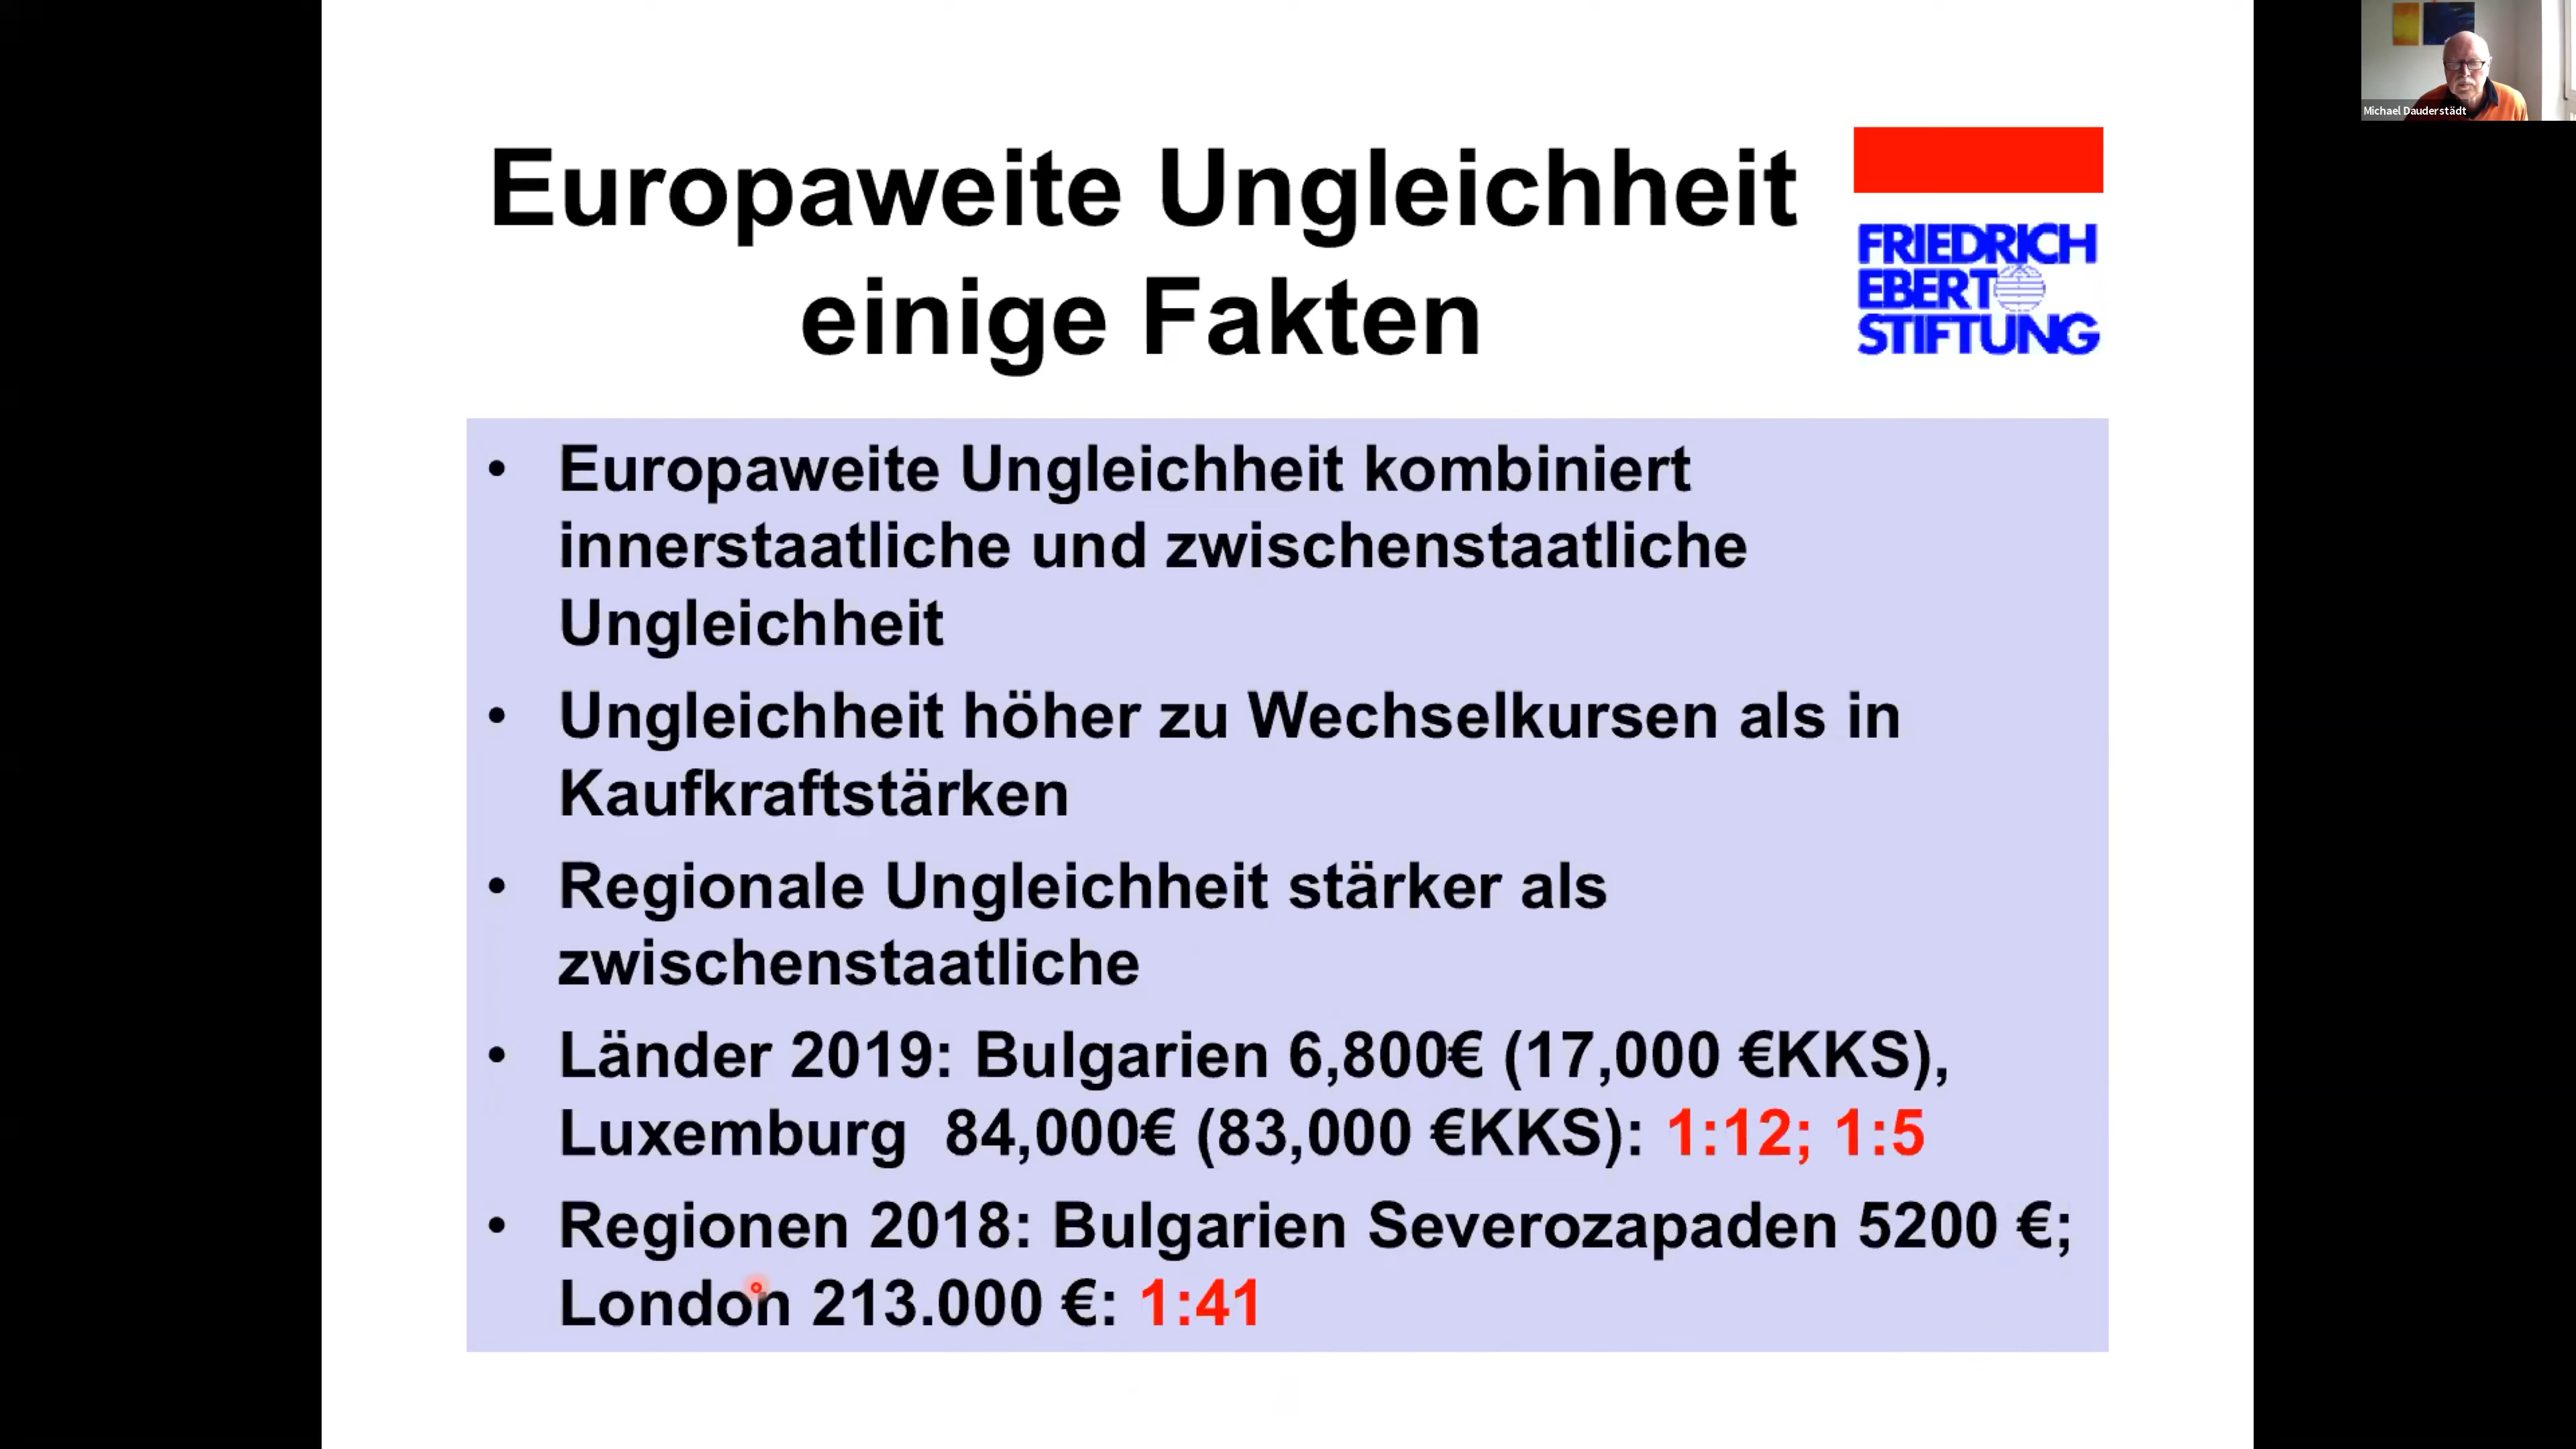 Michael Dauderstädt
Europaweite Ungleichheit
einige Fakten
FRIEDRICH
EBERT
STIFTUNG
• Europaweite Ungleichheit kombiniert
innerstaatliche und zwischenstaatliche
Ungleichheit
• Ungleichheit höher zu Wechselkursen als in
Kaufkraftstärken
• Regionale Ungleichheit stärker als
zwischenstaatliche
• Länder 2019: Bulgarien 6,800€ (17,000 €KKS),
Luxemburg 84,000€ (83,000 €KKS): 1:12; 1:5
• Regionen 2018: Bulgarien Severozapaden 5200 €;
London 213.000 €: 1:41